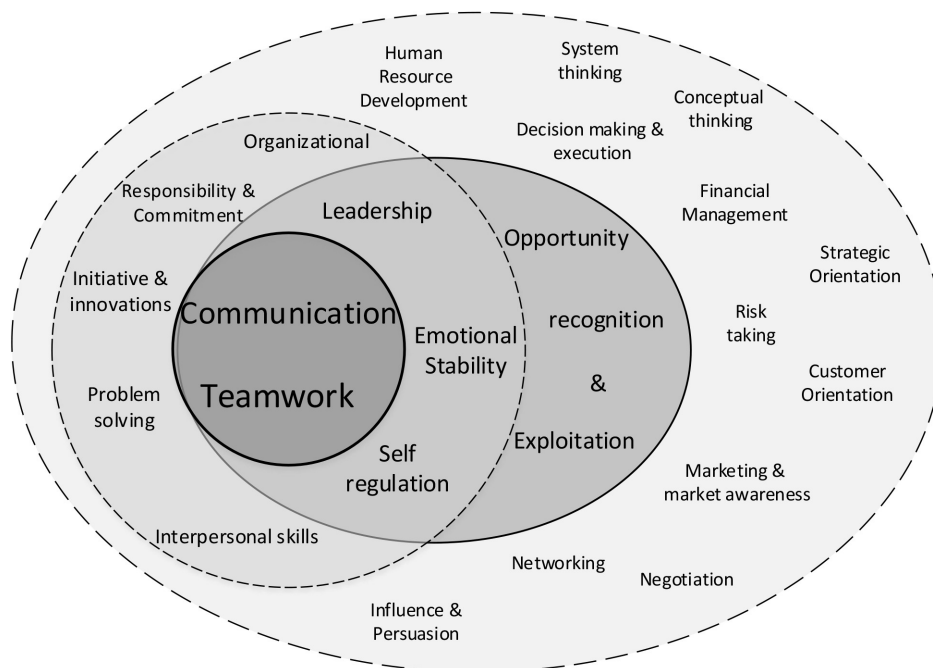 Human
Resource
Development
System
thinking
Conceptual
thinking
Organizational
Decision making &
execution
Responsibility &
Commitment
Leadership
Financial
Management
Opportunity
recognition
&
Exploitation
Strategic
Orientation
Initiative &
innovations
Communication
Teamwork
Emotional
Stability
Risk
taking
Problem
solving
Customer
Orientation
Self
regulation
Marketing &
market awareness
Interpersonal skills
Networking
Negotiation
Influence &
Persuasion